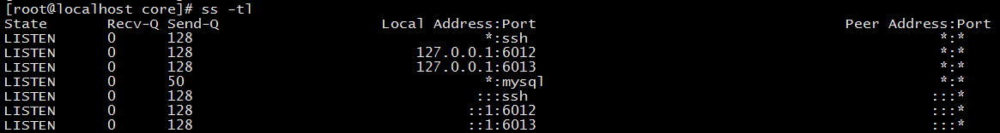 [root@localhost core]# ss -tl
State Recv-Q Send-Q Local Address:Port Peer Address:Port
LISTEN 0 128 *:ssh *:*
LISTEN 0 128 127.0.0.1:6012 *:*
LISTEN 0 128 127.0.0.1:6013 *:*
LISTEN 0 50 *:mysql *:*
LISTEN 0 128 :::ssh :::*
LISTEN 0 128 ::1:6012 :::*
LISTEN 0 128 ::1:6013 :::*